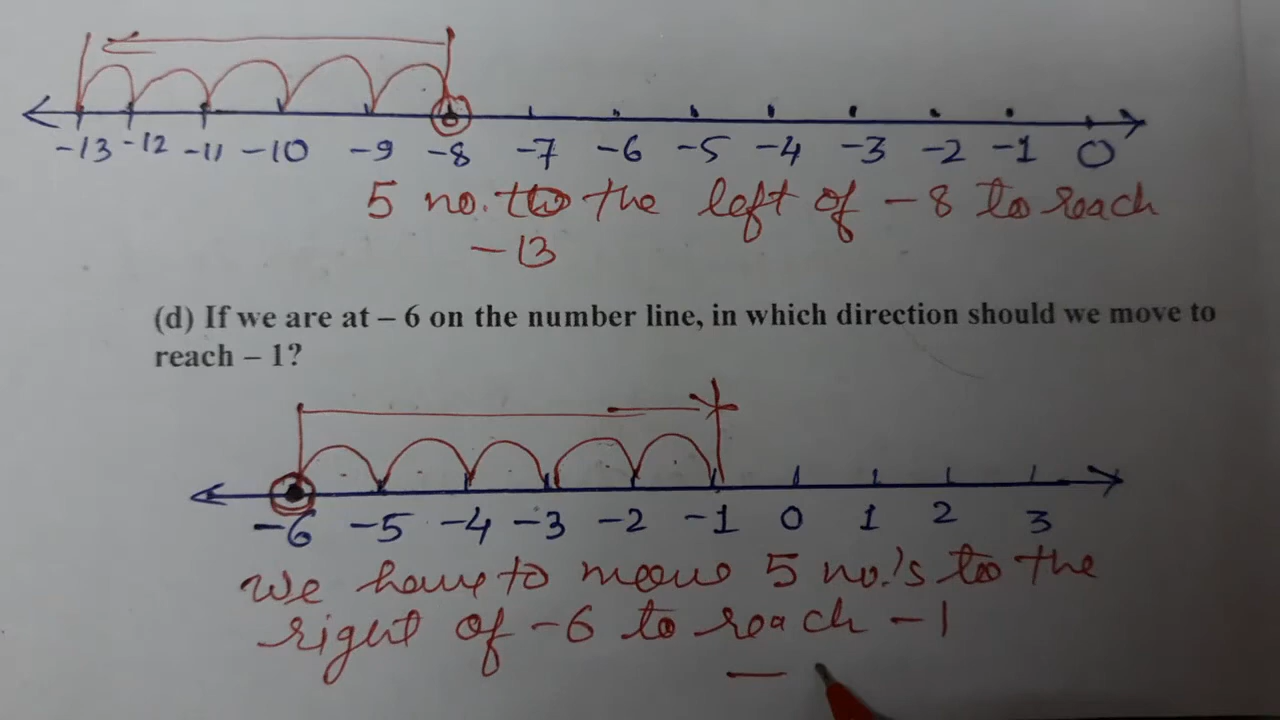 -13 -12 -11 -10 -9 -8 -7 -6 -5 -4 -3 -2 -1 0
5 no. to the left of -8 to reach
-13
(d) If we are at – 6 on the number line, in which direction should we move to
reach – 1?
-6 -5 -4 -3 -2 -1 0 1 2 3
we have to move 5 no.'s to the
right of -6 to reach -1